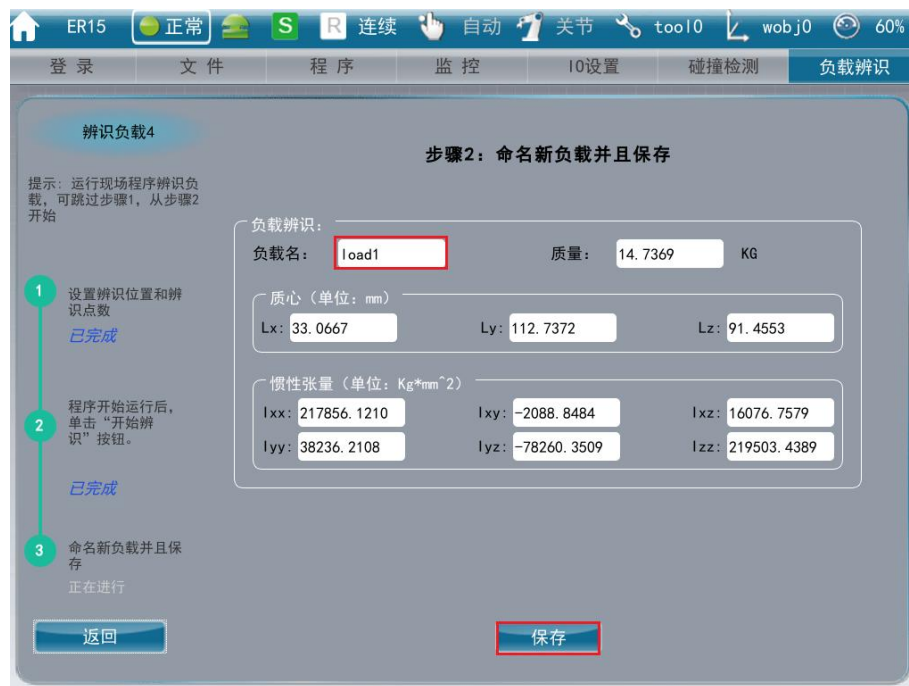 ER15 正常 S R 连续 自动 关节 tool0 wobj0 60%
登录 文件 程序 监控 IO设置 碰撞检测 负载辨识
辨识负载4
步骤2：命名新负载并且保存
提示：运行现场程序辨识负
载，可跳过步骤1，从步骤2
开始
负载辨识：
负载名： load1 质量： 14.7369 KG
1 设置辨识位置和辨
识点数
已完成
质心（单位：mm）
Lx: 33.0667 Ly: 112.7372 Lz: 91.4553
惯性张量（单位：Kg*mm^2）
Ixx: 217856.1210 Ixy: -2088.8484 Ixz: 16076.7579
Iyy: 38236.2108 Iyz: -78260.3509 Izz: 219503.4389
2 程序开始运行后，
单击“开始辨
识”按钮。
已完成
3 命名新负载并且保
存
正在进行
返回 保存